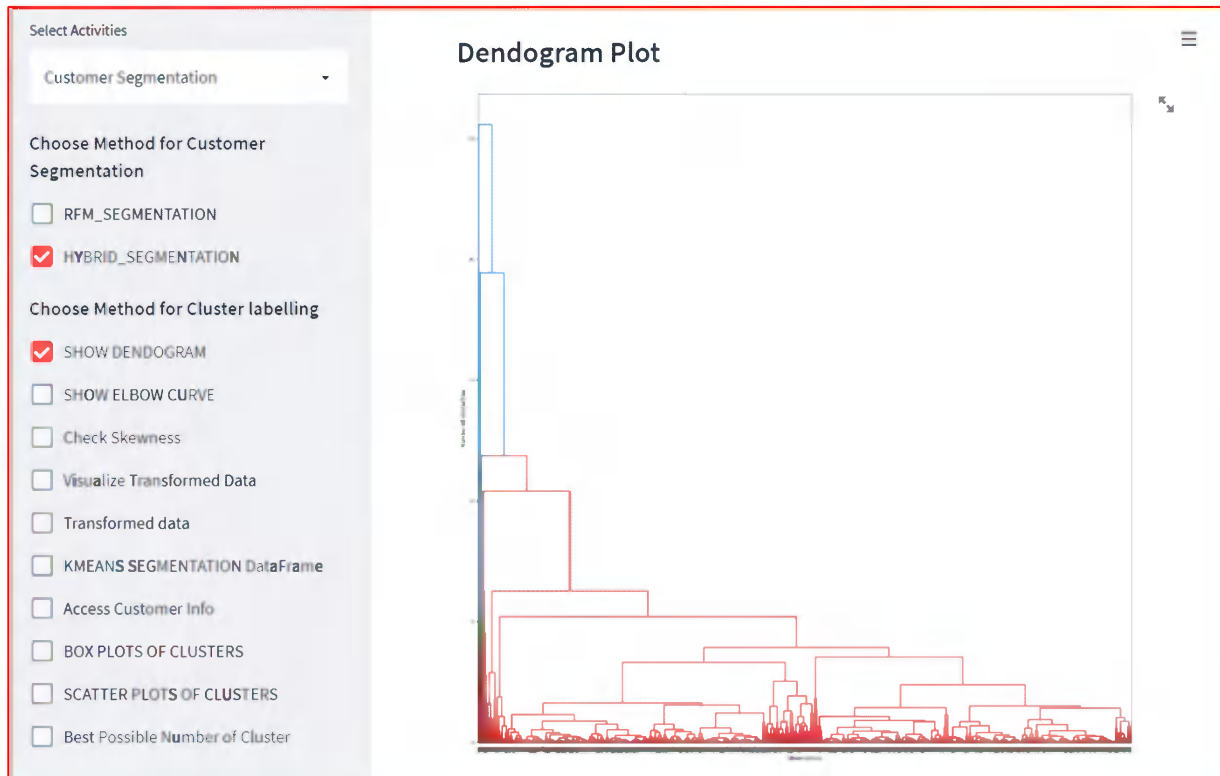 Select Activities
Customer Segmentation
Choose Method for Customer
Segmentation
RFM_SEGMENTATION
HYBRID_SEGMENTATION
Choose Method for Cluster labelling
SHOW DENDOGRAM
SHOW ELBOW CURVE
Check Skewness
Visualize Transformed Data
Transformed data
KMEANS SEGMENTATION DataFrame
Access Customer Info
BOX PLOTS OF CLUSTERS
SCATTER PLOTS OF CLUSTERS
Best Possible Number of Cluster
Dendogram Plot